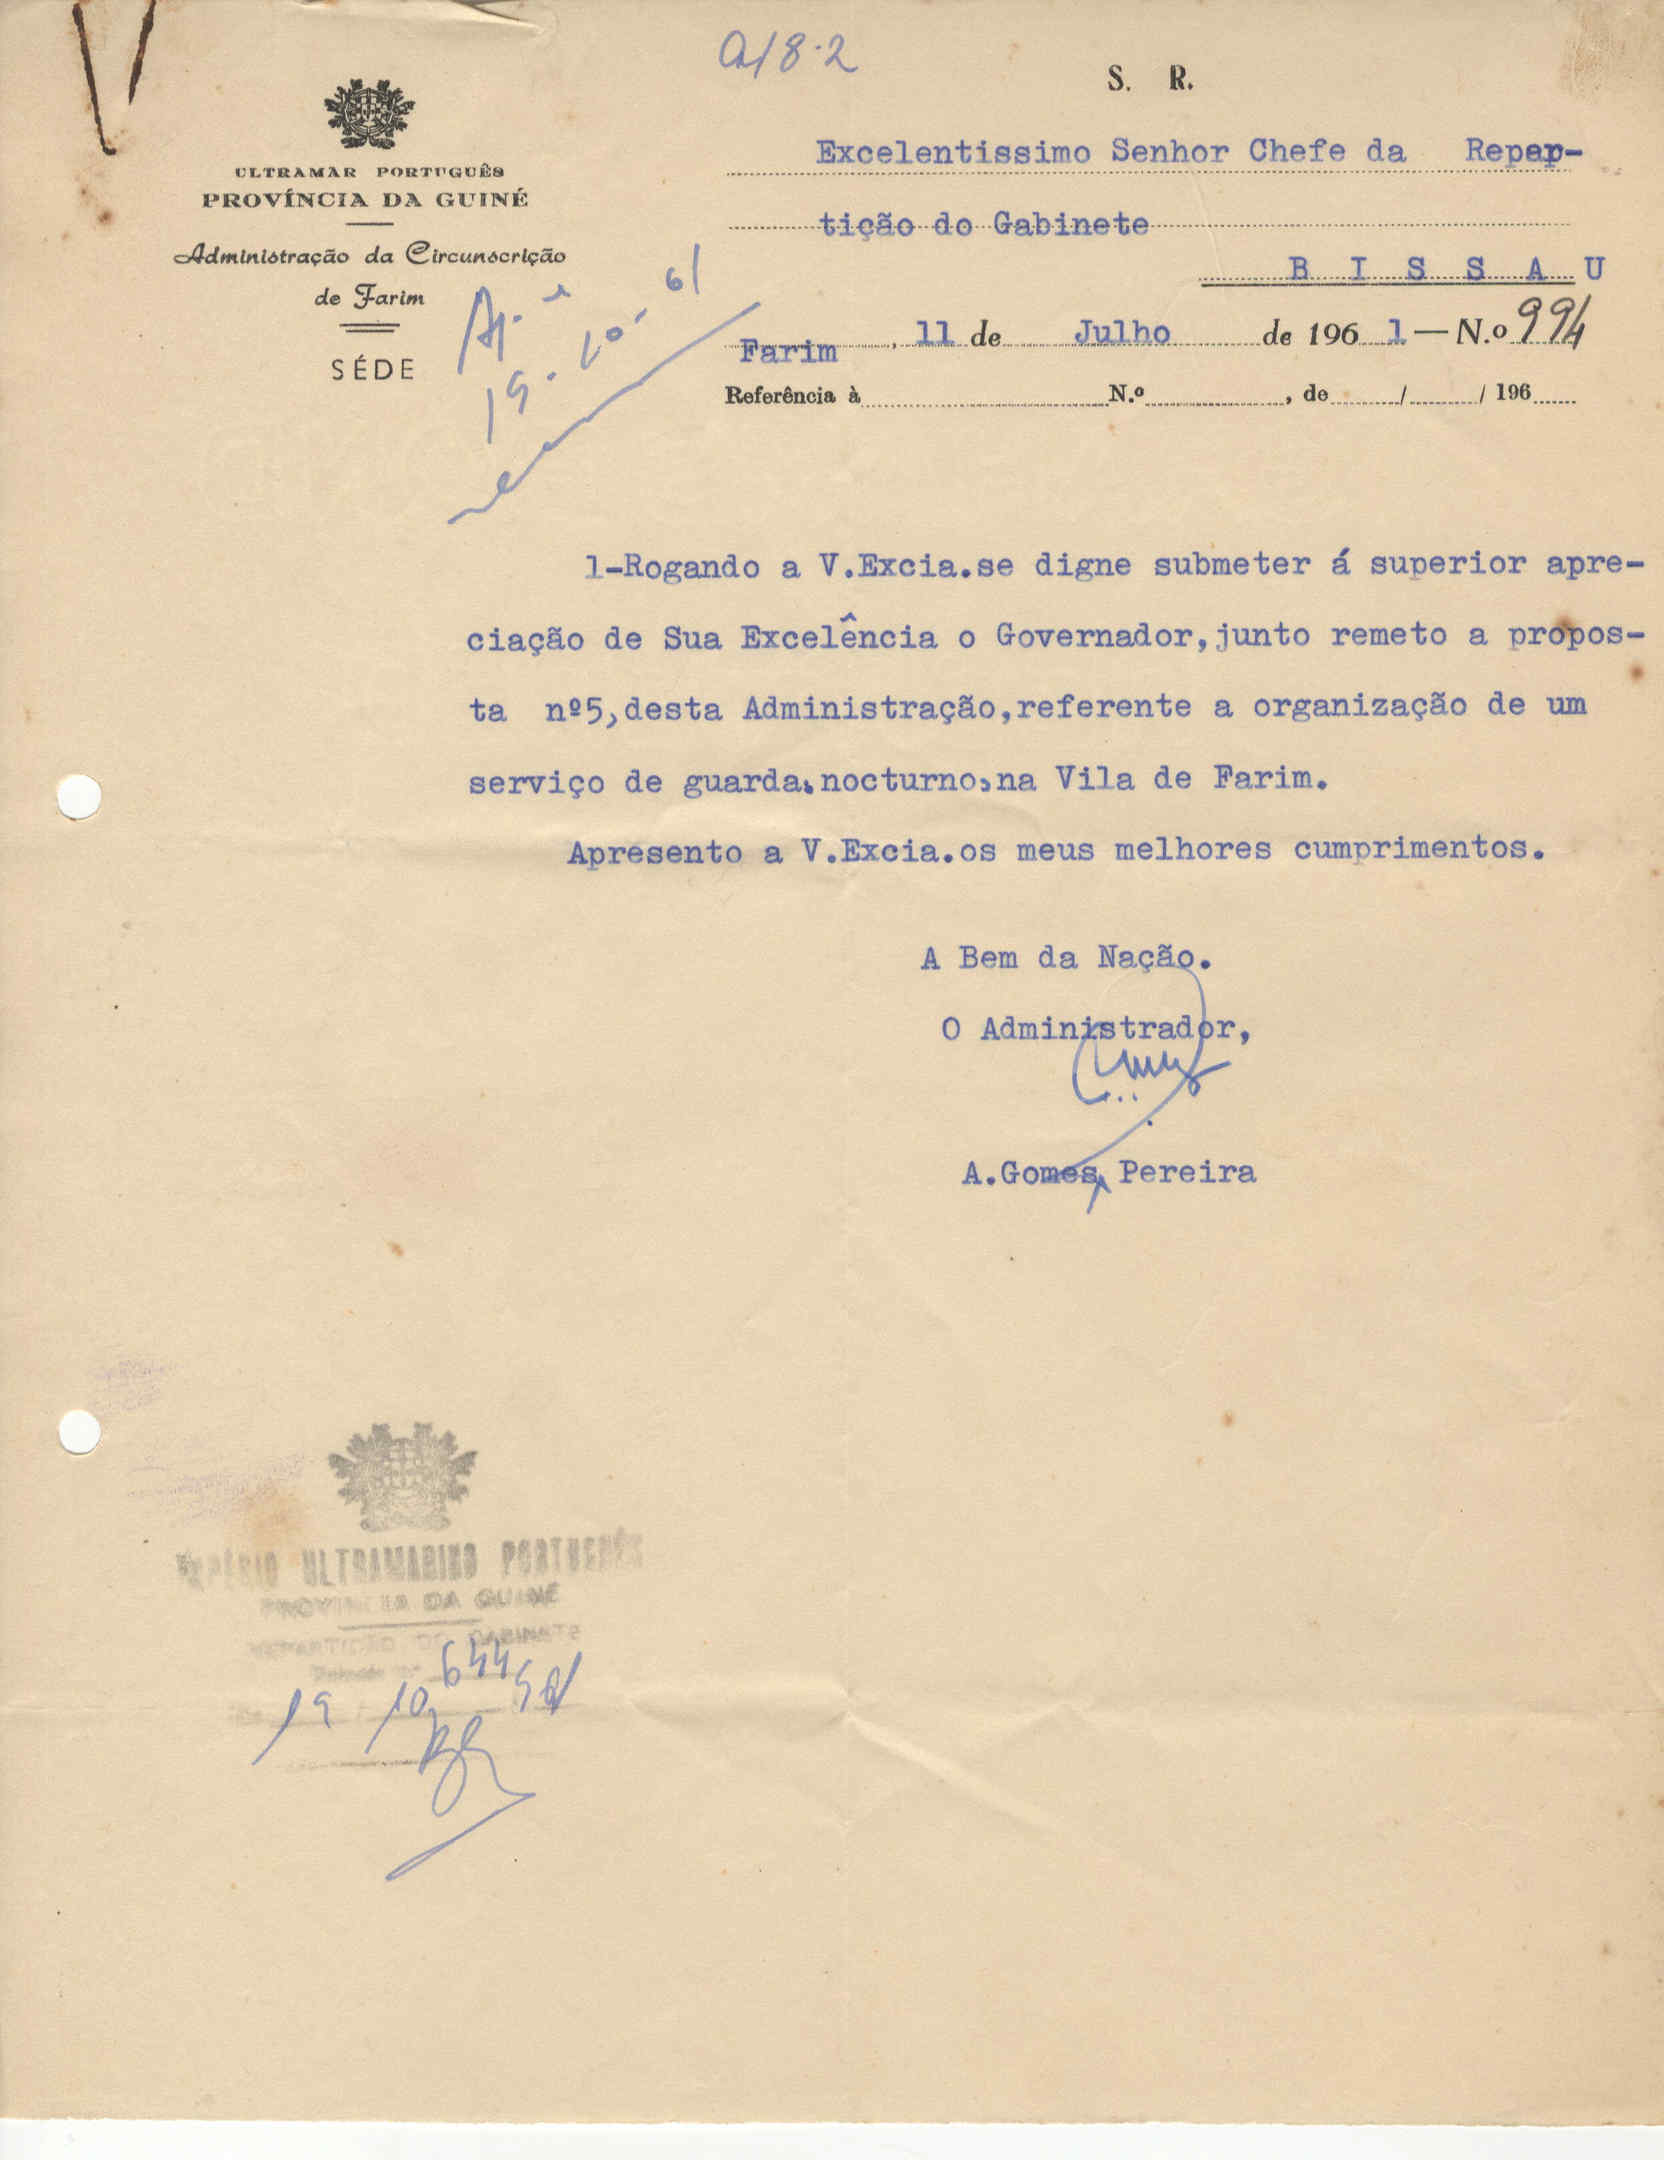 A/8.2
S. R.
ULTRAMAR PORTUGUÊS
PROVÍNCIA DA GUINÉ
Administração da Circunscrição
de Farim
SÉDE
Excelentissimo Senhor Chefe da Repar-
tição do Gabinete
B I S S A U
Farim, 11 de Julho de 1961 — N.o 994
Referência à N.º , de / / 196
19-10-61
1-Rogando a V.Excia.se digne submeter á superior apre-
ciação de Sua Excelência o Governador,junto remeto a propos-
ta nº5,desta Administração,referente a organização de um
serviço de guarda,nocturno,na Vila de Farim.
Apresento a V.Excia.os meus melhores cumprimentos.
A Bem da Nação.
O Administrador,
A.Gomes Pereira
IMPÉRIO ULTRAMARINO PORTUGUÊS
PROVINCIA DA GUINÉ
REPARTIÇÃO DO GABINETE
644
19 10